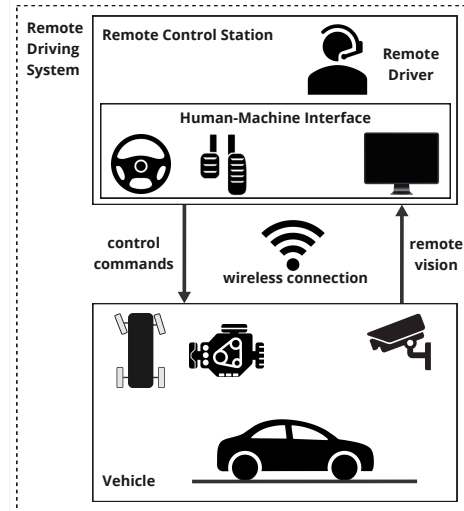 Remote
Driving
System
Remote Control Station
Remote
Driver
Human-Machine Interface
control
commands
wireless connection
remote
vision
Vehicle